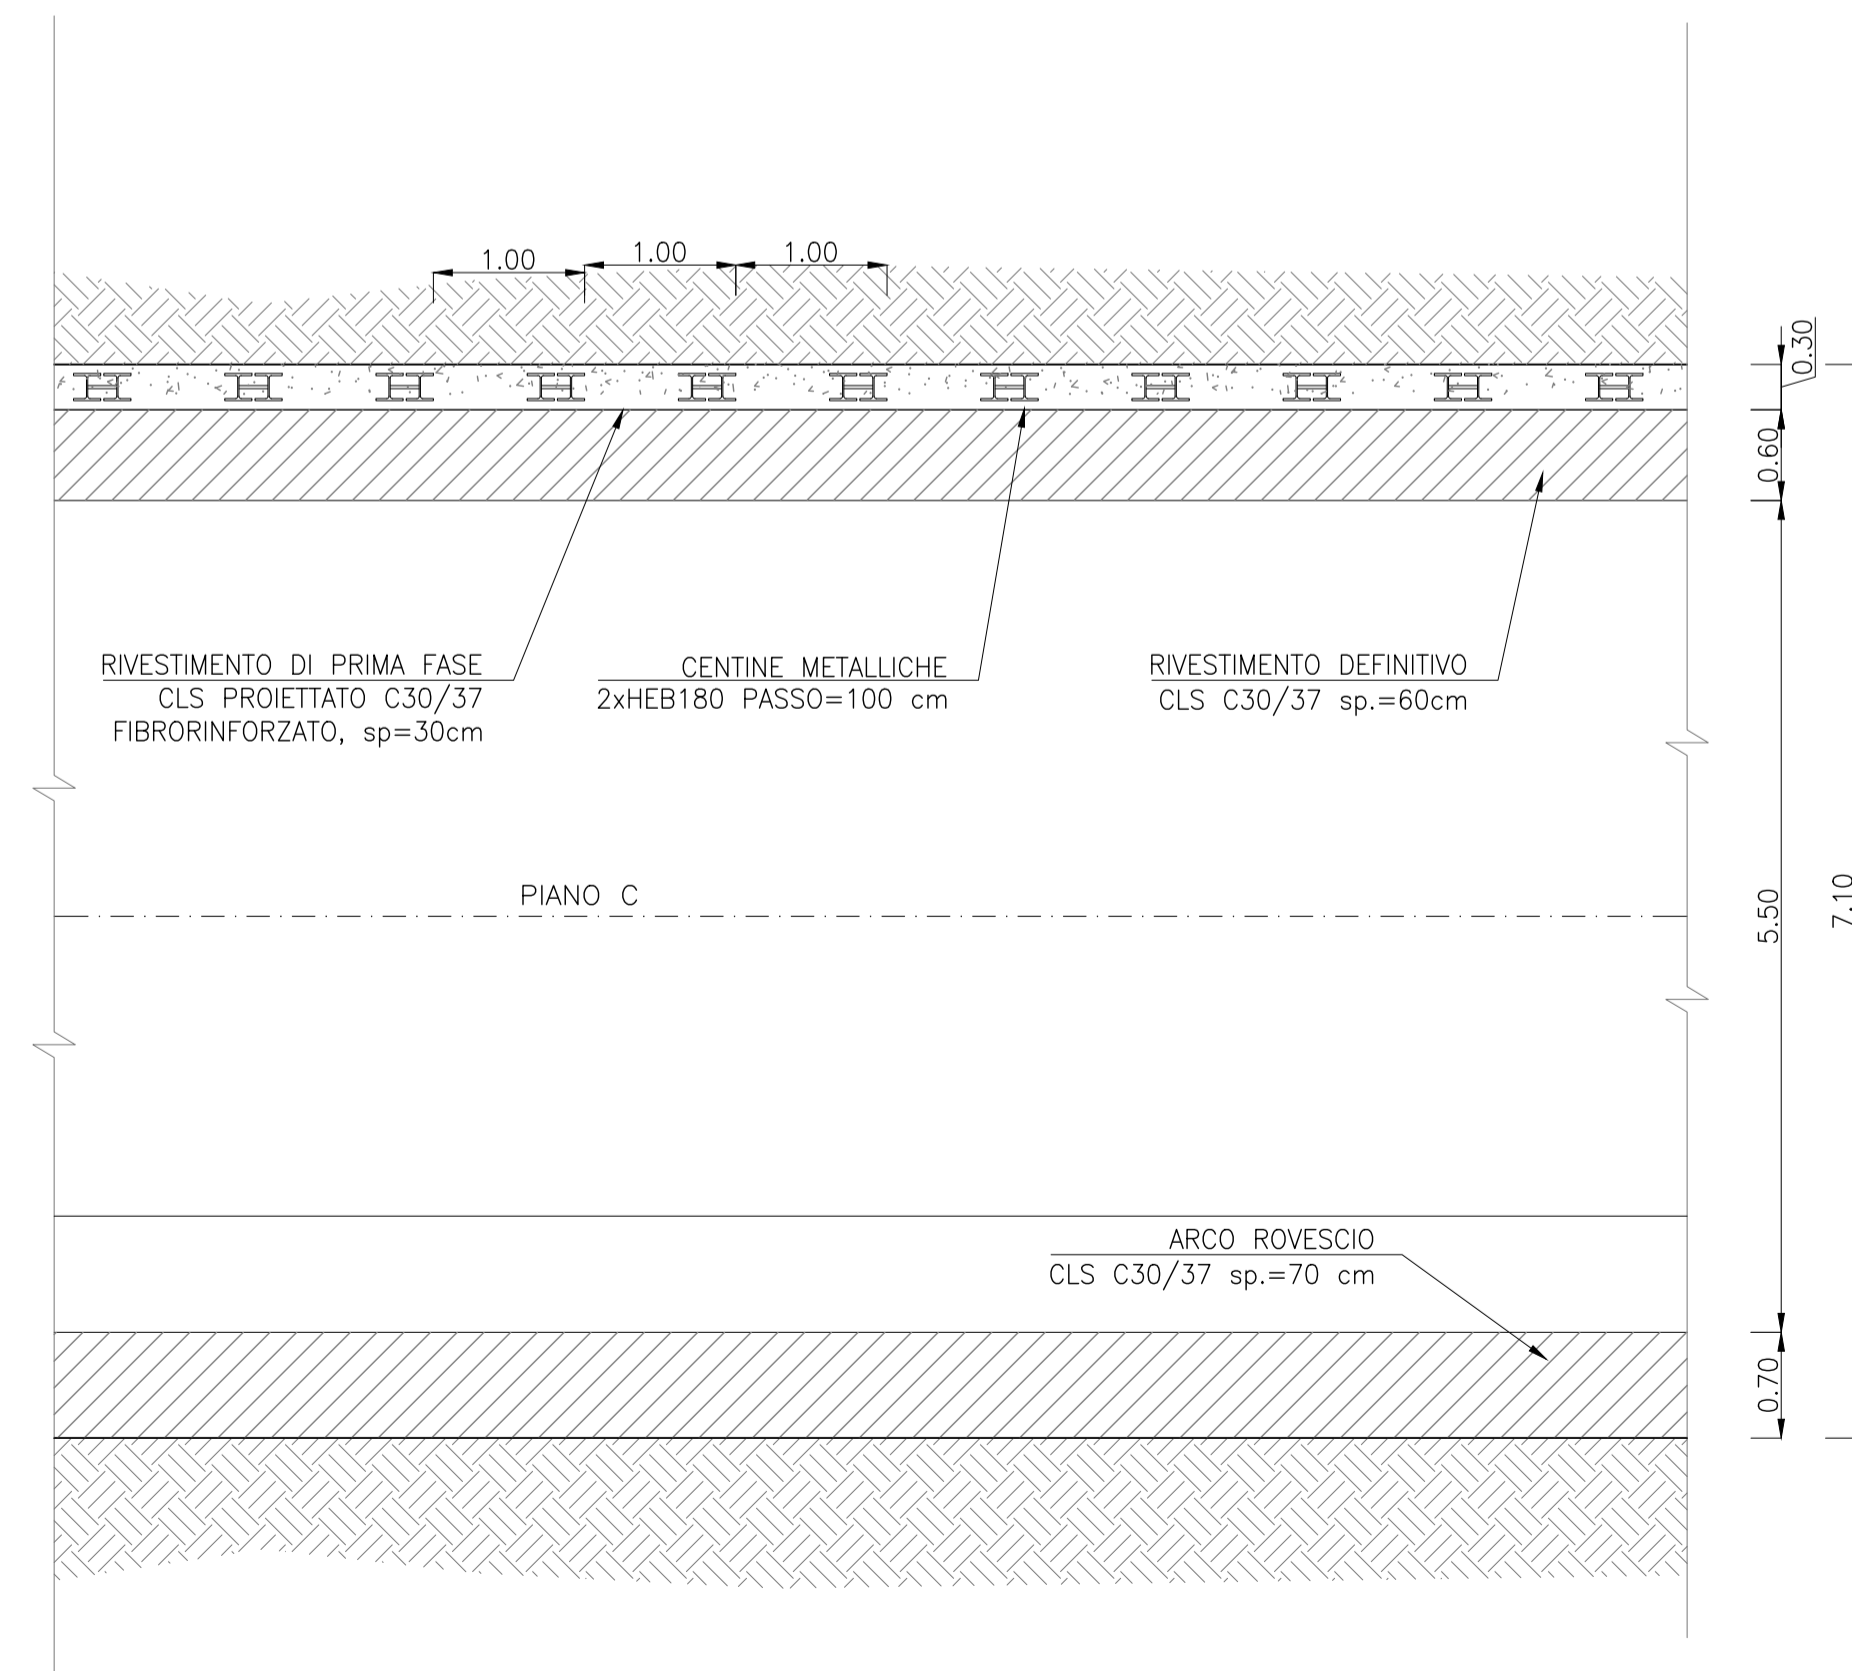 1.00
1.00
1.00
0.30
0.60
RIVESTIMENTO DI PRIMA FASE
CLS PROIETTATO C30/37
FIBRORINFORZATO, sp=30cm
CENTINE METALLICHE
2xHEB180 PASSO=100 cm
RIVESTIMENTO DEFINITIVO
CLS C30/37 sp.=60cm
PIANO C
5.50
7.10
ARCO ROVESCIO
CLS C30/37 sp.=70 cm
0.70